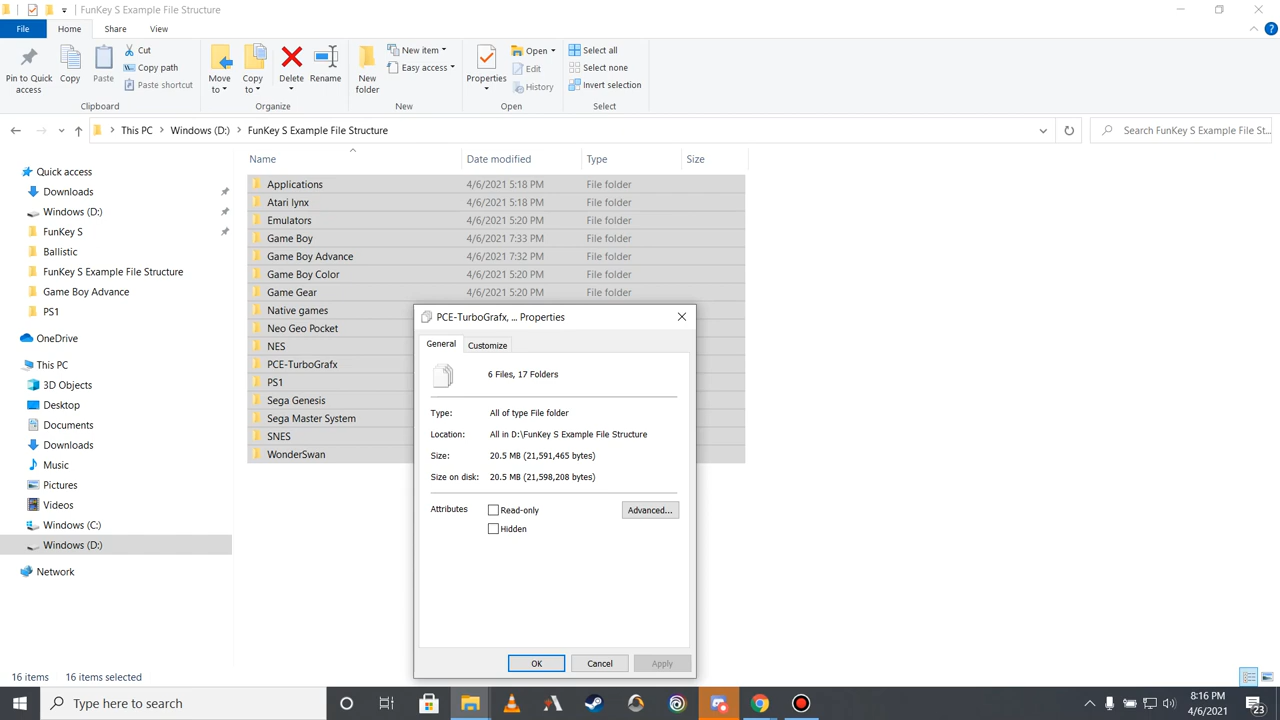 FunKey S Example File Structure
File Home Share View
Pin to Quick access
Copy
Paste
Cut
Copy path
Paste shortcut
Clipboard
Move to
Copy to
Delete
Rename
Organize
New folder
New item
Easy access
New
Properties
Open
Edit
History
Open
Select all
Select none
Invert selection
Select
This PC Windows (D:) FunKey S Example File Structure
Search FunKey S Example File St...
Name Date modified Type Size
Quick access
Downloads
Windows (D:)
FunKey S
Ballistic
FunKey S Example File Structure
Game Boy Advance
PS1
OneDrive
This PC
3D Objects
Desktop
Documents
Downloads
Music
Pictures
Videos
Windows (C:)
Windows (D:)
Network
Applications 4/6/2021 5:18 PM File folder
Atari lynx 4/6/2021 5:18 PM File folder
Emulators 4/6/2021 5:20 PM File folder
Game Boy 4/6/2021 7:33 PM File folder
Game Boy Advance 4/6/2021 7:32 PM File folder
Game Boy Color 4/6/2021 5:20 PM File folder
Game Gear 4/6/2021 5:20 PM File folder
Native games
Neo Geo Pocket
NES
PCE-TurboGrafx
PS1
Sega Genesis
Sega Master System
SNES
WonderSwan
PCE-TurboGrafx, ... Properties
General Customize
6 Files, 17 Folders
Type: All of type File folder
Location: All in D:\FunKey S Example File Structure
Size: 20.5 MB (21,591,465 bytes)
Size on disk: 20.5 MB (21,598,208 bytes)
Attributes Read-only Advanced...
Hidden
OK Cancel Apply
16 items 16 items selected
Type here to search
8:16 PM
4/6/2021
23